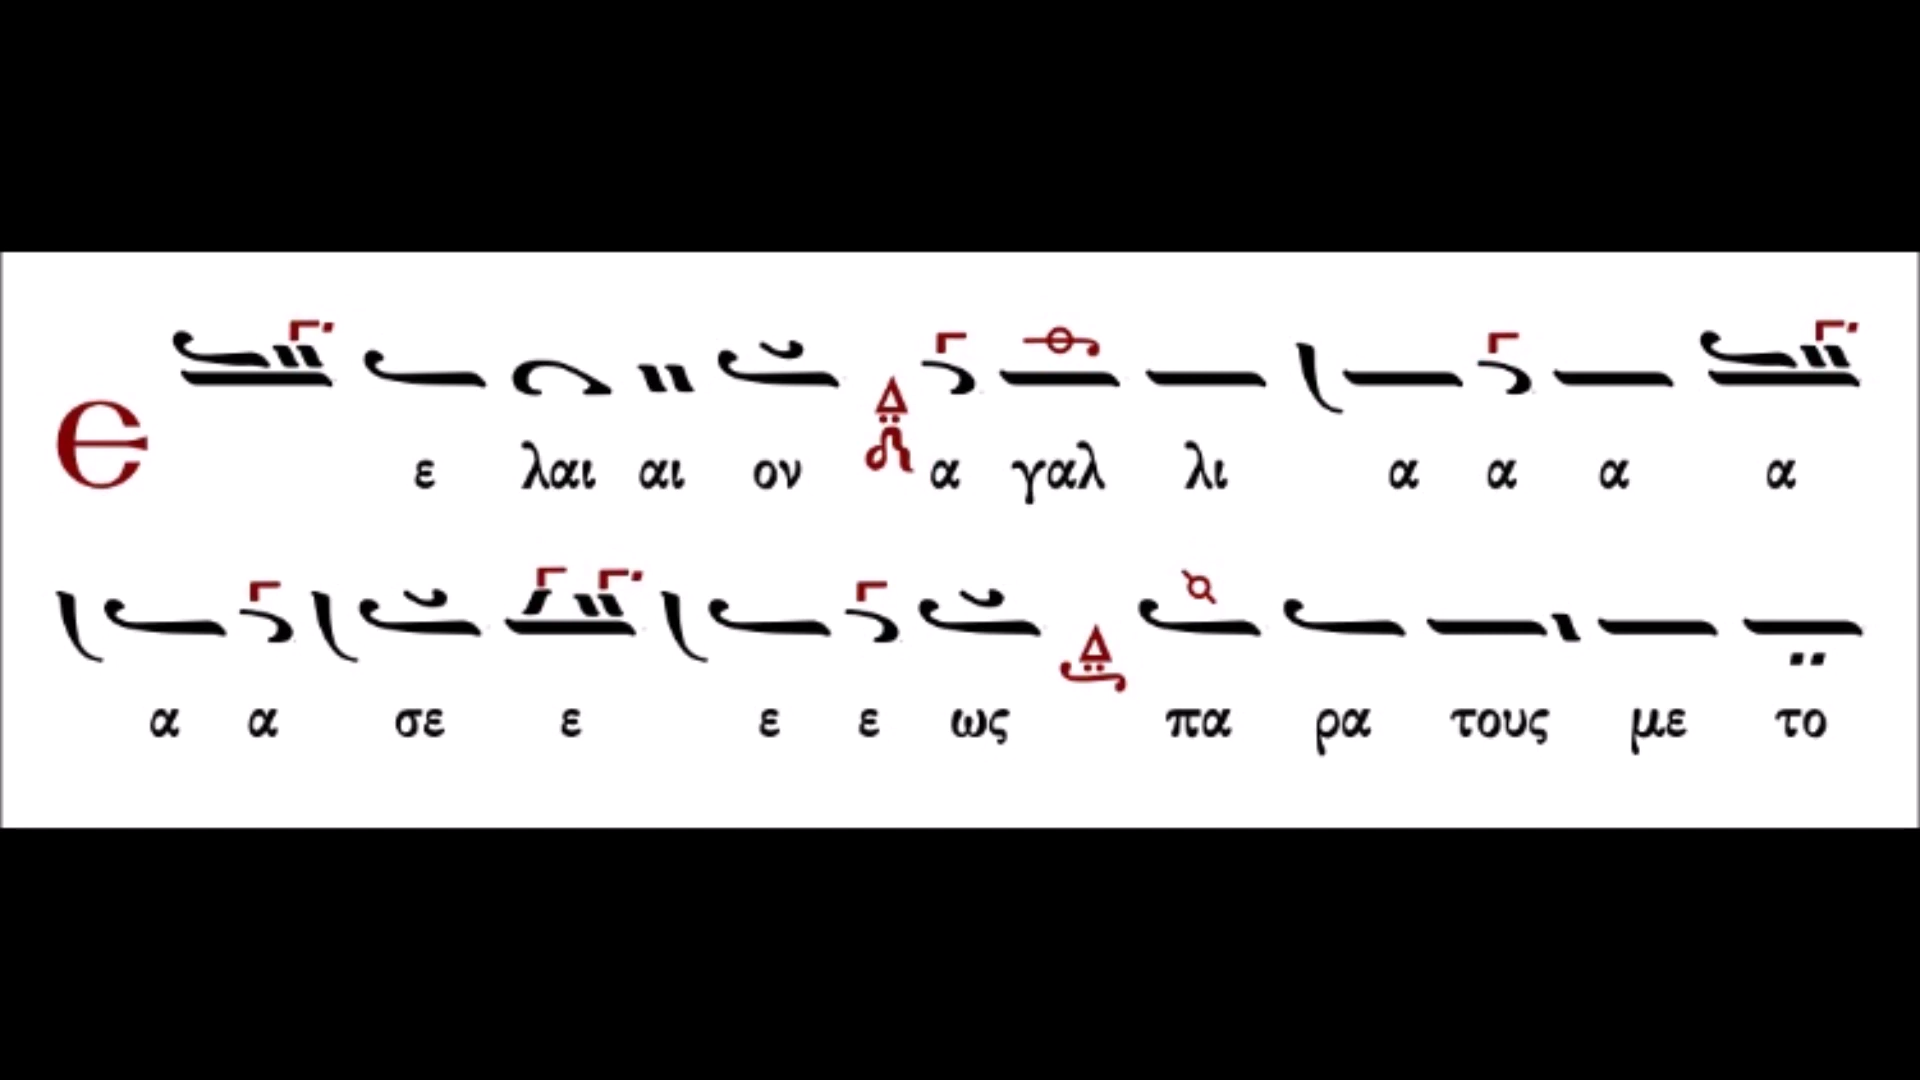 ε ε λαι αι ον Δ α γαλ λι α α α α
α α σε ε ε ε ως Δ πα ρα τους με το